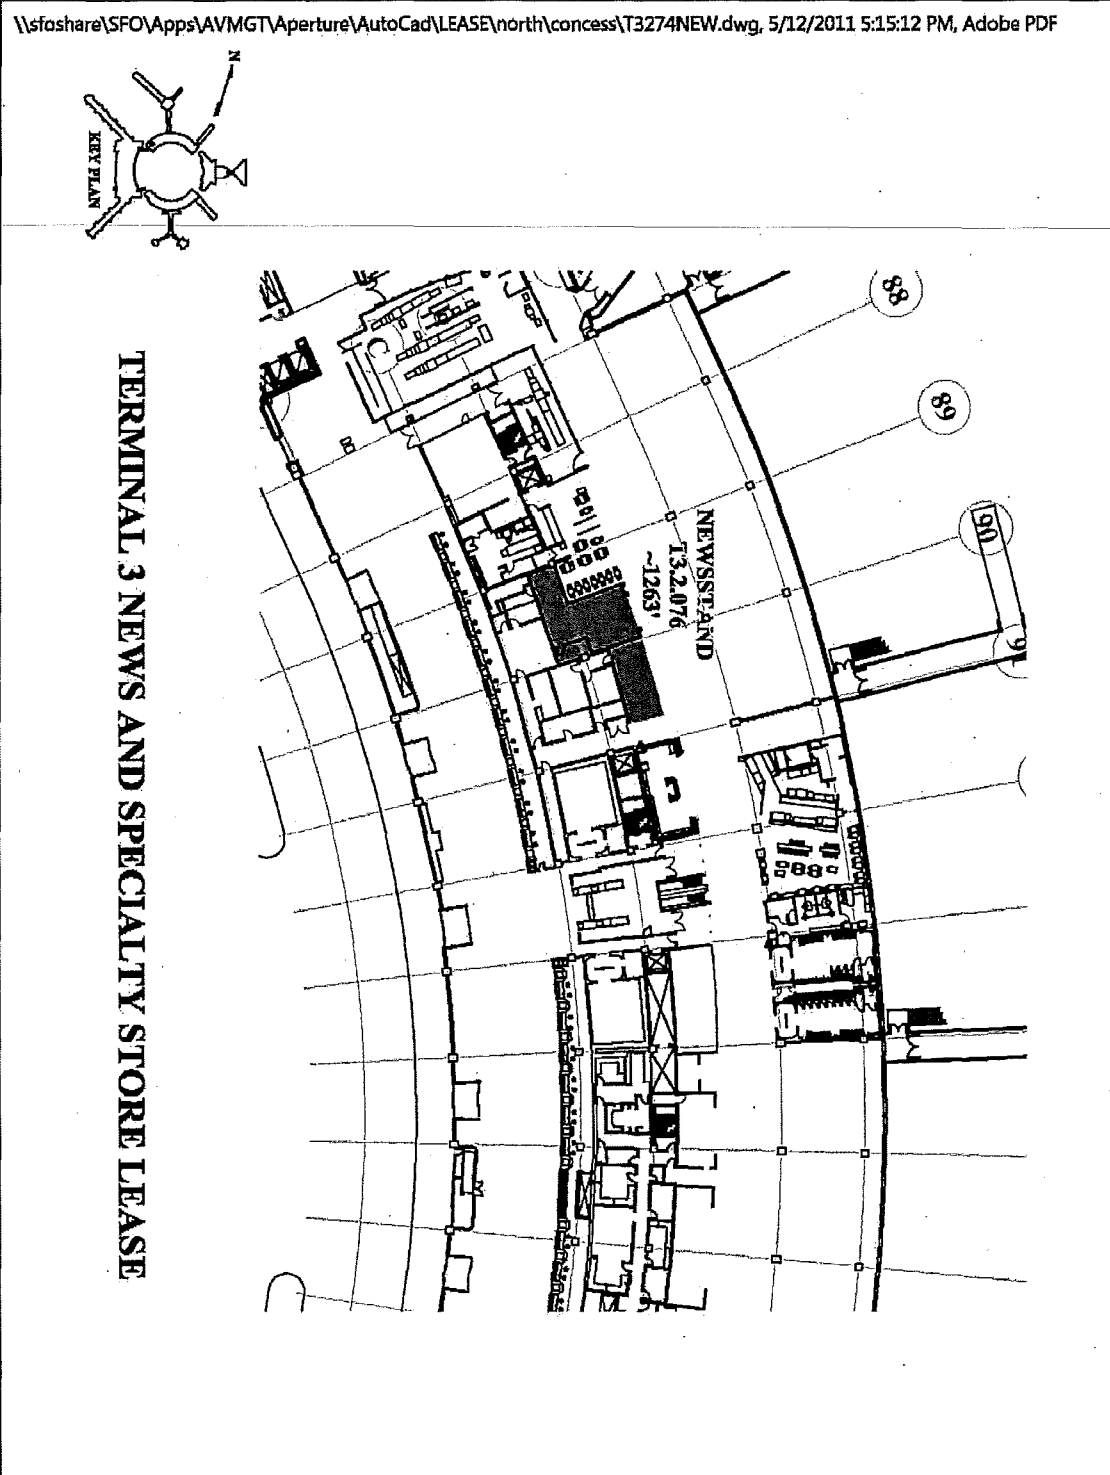 \\sfoshare\SFO\Apps\AVMGT\Aperture\AutoCad\LEASE\north\concess\T3274NEW.dwg, 5/12/2011 5:15:12 PM, Adobe PDF
N
KEY PLAN
88
89
90
9
NEWSSTAND
T3.2.076
~1263'
TERMINAL 3 NEWS AND SPECIALTY STORE LEASE